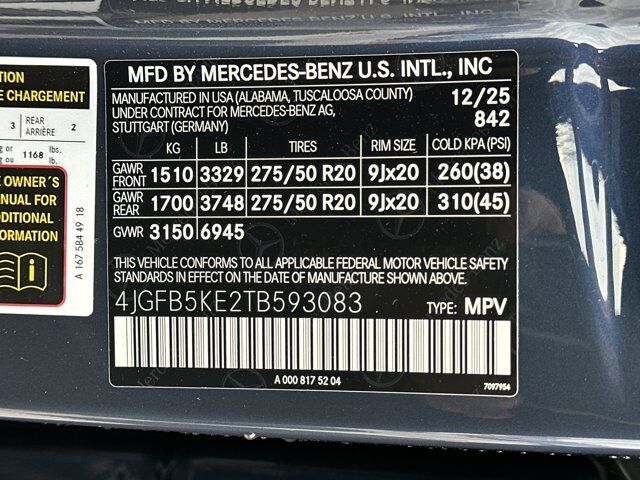 MFD BY MERCEDES-BENZ U.S. INTL., INC
MANUFACTURED IN USA (ALABAMA, TUSCALOOSA COUNTY)
UNDER CONTRACT FOR MERCEDES-BENZ AG,
STUTTGART (GERMANY)
12/25
842
KG LB TIRES RIM SIZE COLD KPA (PSI)
GAWR FRONT 1510 3329 275/50 R20 9Jx20 260(38)
GAWR REAR 1700 3748 275/50 R20 9Jx20 310(45)
GVWR 3150 6945
THIS VEHICLE CONFORMS TO ALL APPLICABLE FEDERAL MOTOR VEHICLE SAFETY
STANDARDS IN EFFECT ON THE DATE OF MANUFACTURE SHOWN ABOVE.
4JGFB5KE2TB593083 TYPE: MPV
A 000 817 52 04
7097954
CHARGEMENT
3 REAR ARRIÈRE 2
ou 1168 lbs. lb.
OWNER´S
FOR
A 167 584 49 18